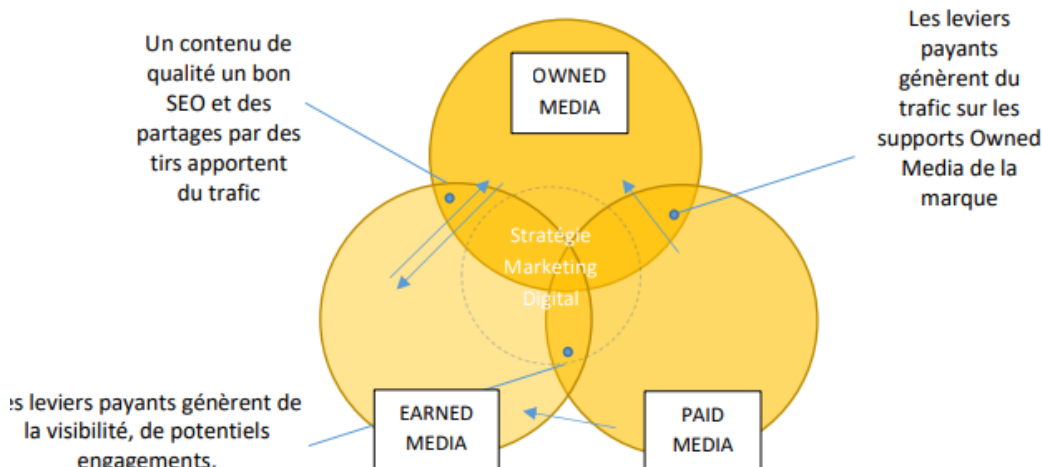 Un contenu de
qualité un bon
SEO et des
partages par des
tirs apportent
du trafic
OWNED
MEDIA
Les leviers
payants
génèrent du
trafic sur les
supports Owned
Media de la
marque
Stratégie
Marketing
Digital
es leviers payants génèrent de
la visibilité, de potentiels
engagements.
EARNED
MEDIA
PAID
MEDIA